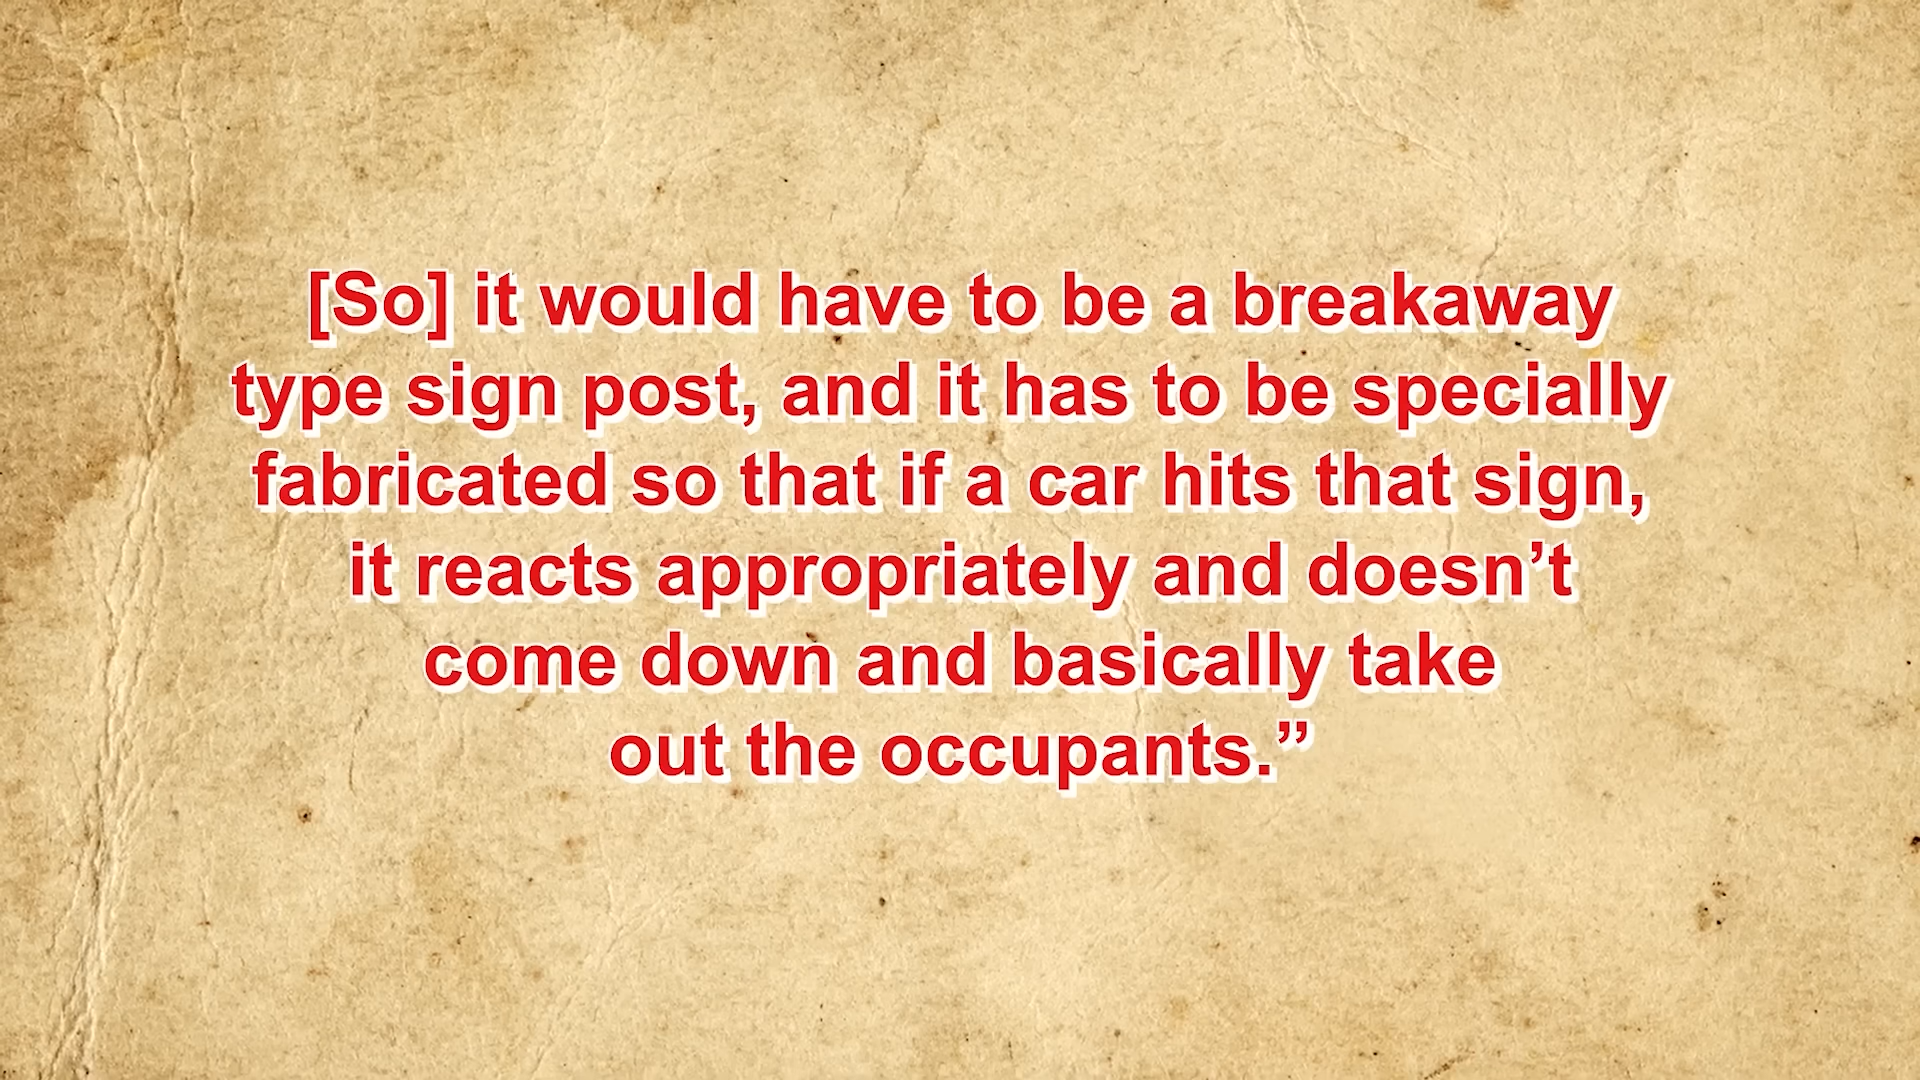 [So] it would have to be a breakaway
type sign post, and it has to be specially
fabricated so that if a car hits that sign,
it reacts appropriately and doesn’t
come down and basically take
out the occupants.”